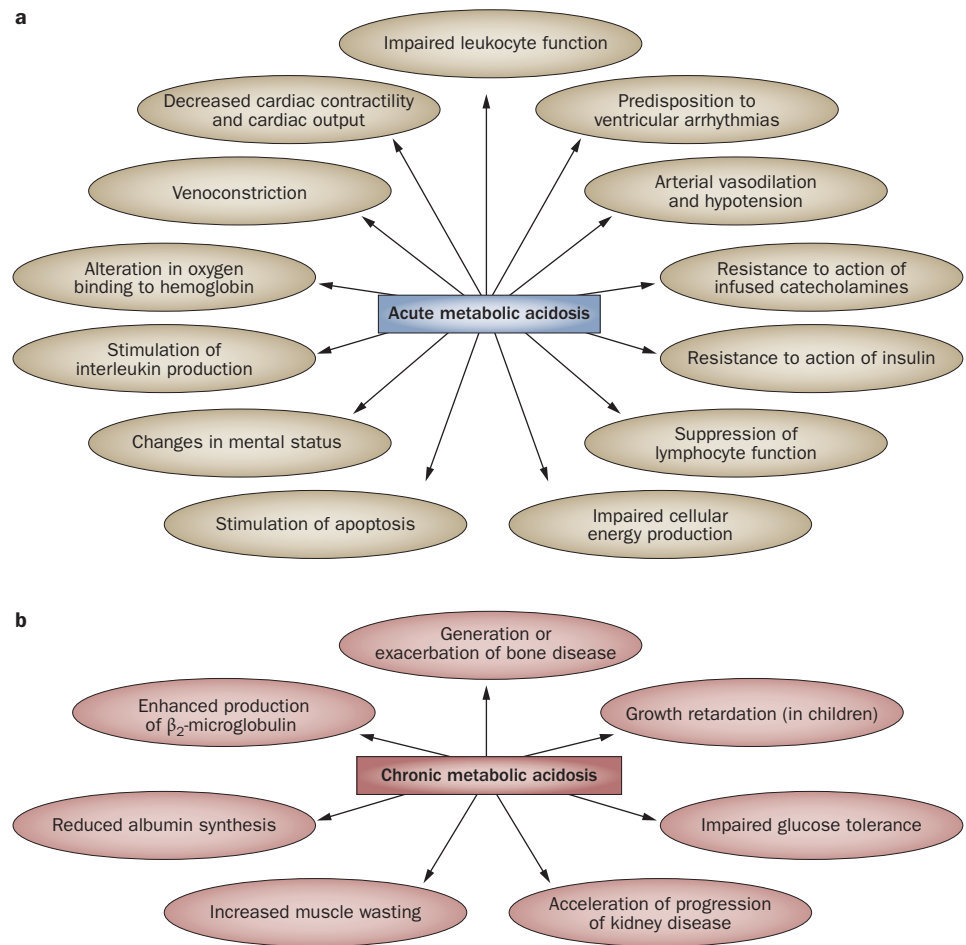 a
Impaired leukocyte function
Decreased cardiac contractility
and cardiac output
Predisposition to
ventricular arrhythmias
Venoconstriction
Arterial vasodilation
and hypotension
Alteration in oxygen
binding to hemoglobin
Resistance to action of
infused catecholamines
Acute metabolic acidosis
Stimulation of
interleukin production
Resistance to action of insulin
Changes in mental status
Suppression of
lymphocyte function
Stimulation of apoptosis
Impaired cellular
energy production
b
Generation or
exacerbation of bone disease
Enhanced production
of β₂-microglobulin
Growth retardation (in children)
Chronic metabolic acidosis
Reduced albumin synthesis
Impaired glucose tolerance
Increased muscle wasting
Acceleration of progression
of kidney disease